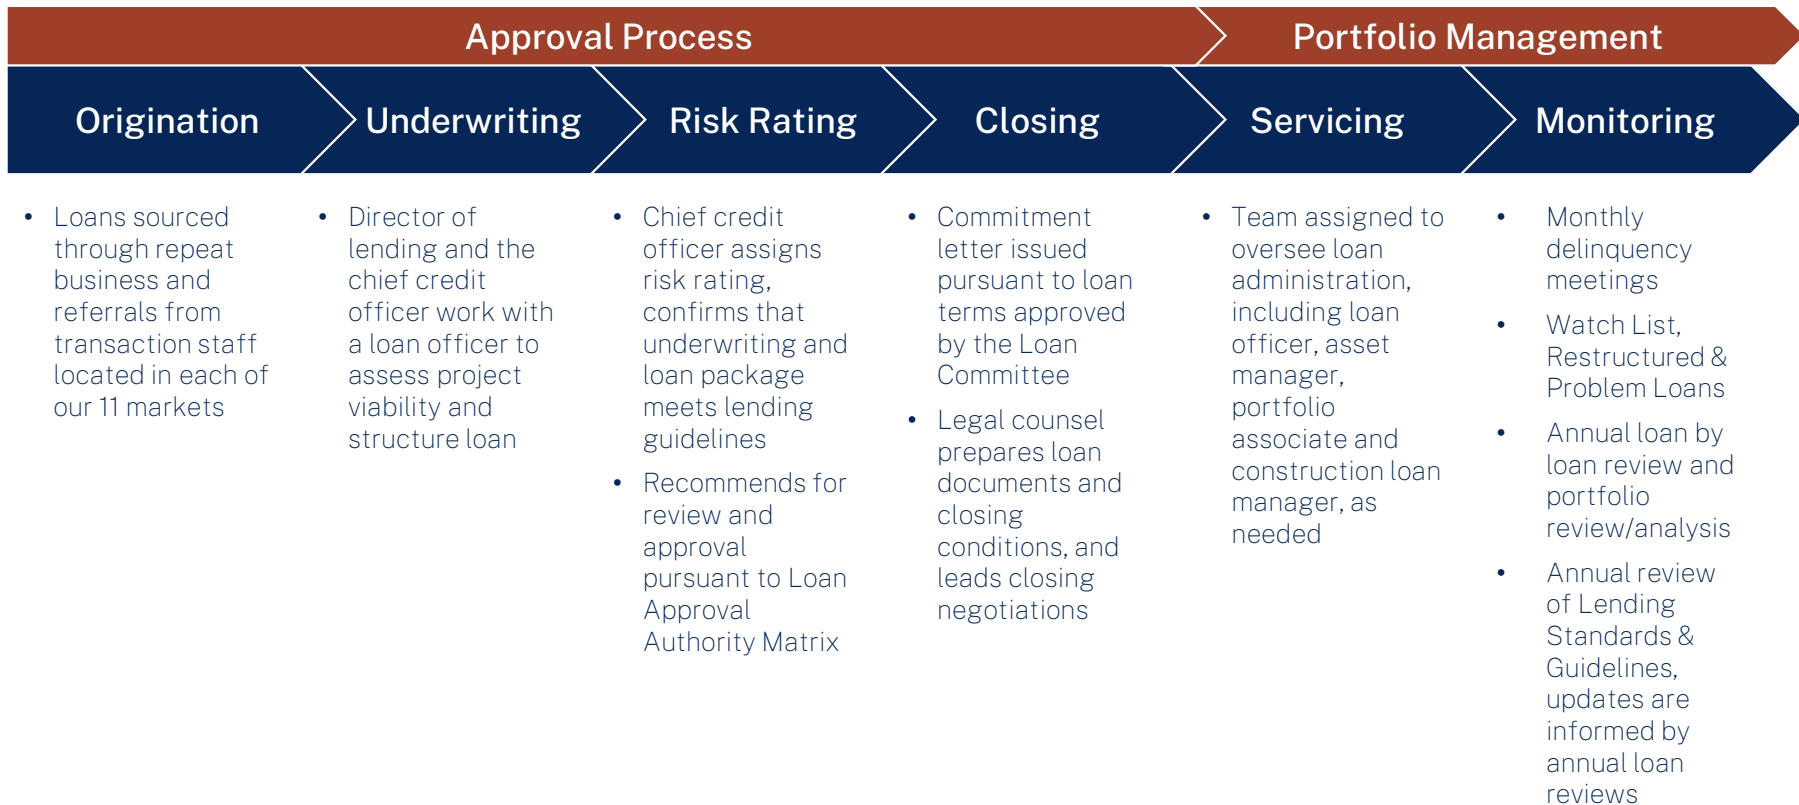 Approval Process
Portfolio Management
Origination
Underwriting
Risk Rating
Closing
Servicing
Monitoring
• Loans sourced
through repeat
business and
referrals from
transaction staff
located in each of
our 11 markets
• Director of
lending and the
chief credit
officer work with
a loan officer to
assess project
viability and
structure loan
• Chief credit
officer assigns
risk rating,
confirms that
underwriting and
loan package
meets lending
guidelines
• Recommends for
review and
approval
pursuant to Loan
Approval
Authority Matrix
• Commitment
letter issued
pursuant to loan
terms approved
by the Loan
Committee
• Legal counsel
prepares loan
documents and
closing
conditions, and
leads closing
negotiations
• Team assigned to
oversee loan
administration,
including loan
officer, asset
manager,
portfolio
associate and
construction loan
manager, as
needed
• Monthly
delinquency
meetings
• Watch List,
Restructured &
Problem Loans
• Annual loan by
loan review and
portfolio
review/analysis
• Annual review
of Lending
Standards &
Guidelines,
updates are
informed by
annual loan
reviews